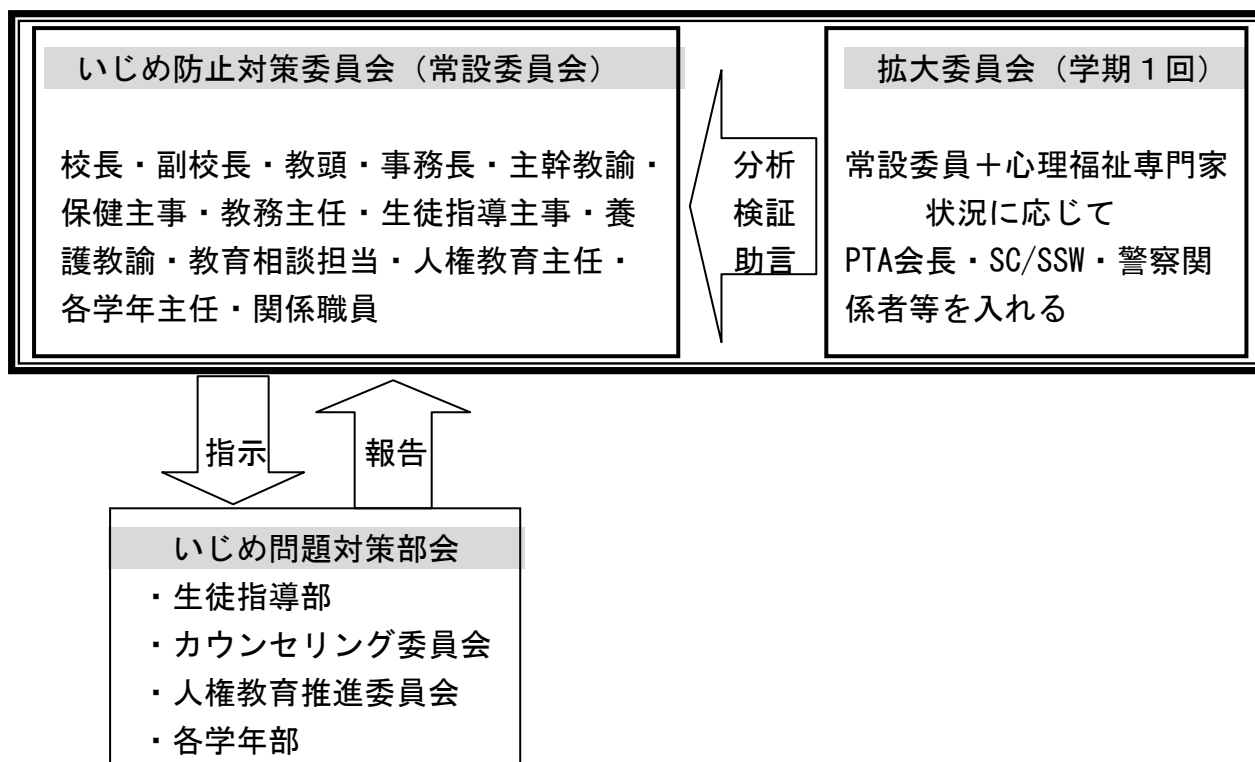 いじめ防止対策委員会（常設委員会）
校長・副校長・教頭・事務長・主幹教諭・
保健主事・教務主任・生徒指導主事・養
護教諭・教育相談担当・人権教育主任・
各学年主任・関係職員
分析
検証
助言
拡大委員会（学期１回）
常設委員＋心理福祉専門家
状況に応じて
PTA会長・SC/SSW・警察関
係者等を入れる
指示
報告
いじめ問題対策部会
・生徒指導部
・カウンセリング委員会
・人権教育推進委員会
・各学年部